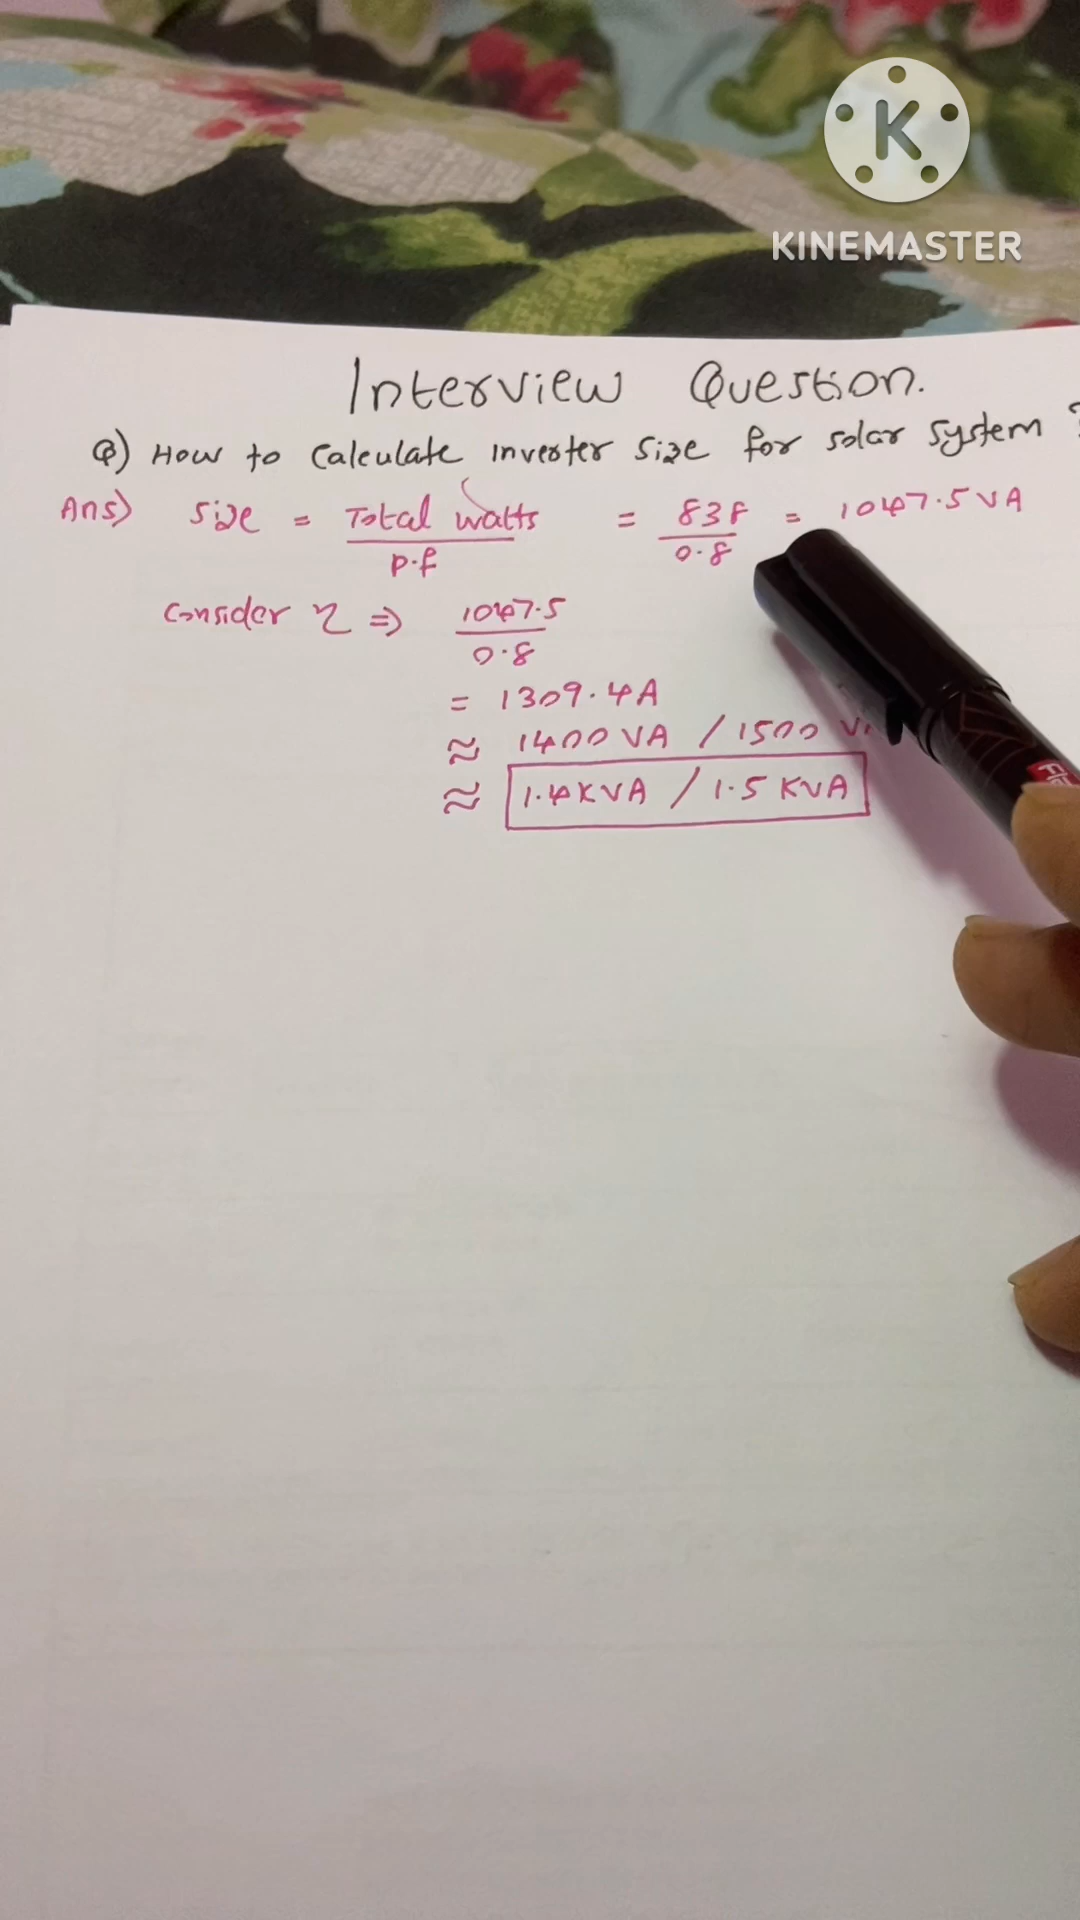 K
KINEMASTER
Interview Question.
Q) How to Calculate inverter Size for solar system ?
Ans) Size = Total watts / p.f = 838 / 0.8 = 1047.5 VA
Consider η ⇒ 1047.5 / 0.8
= 1309.4A
≈ 1400 VA / 1500
≈ 1.4KVA / 1.5 KVA